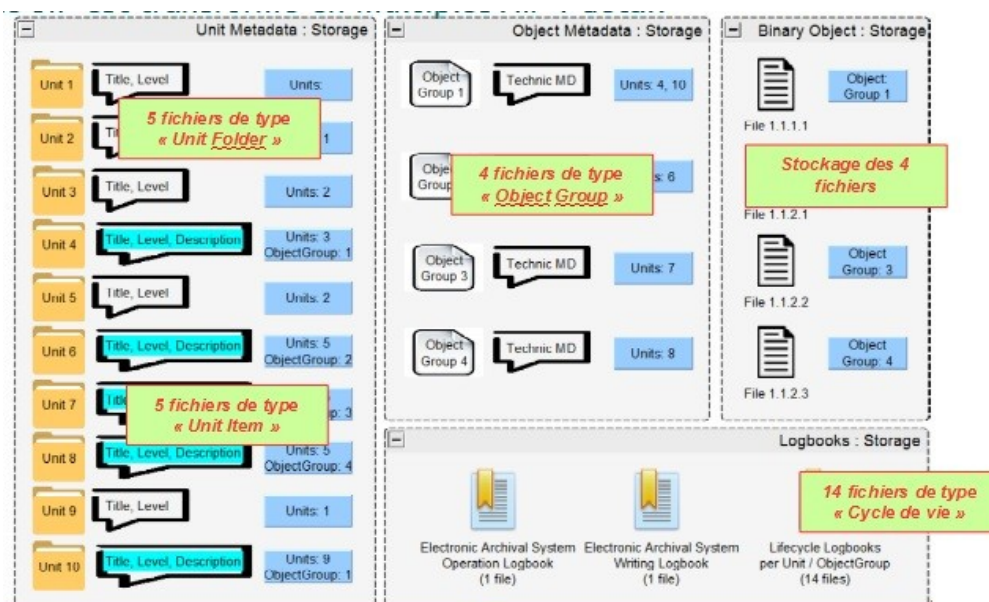 Unit Metadata : Storage
Unit 1
Title, Level
Units:
5 fichiers de type
« Unit Folder »
Unit 2
1
Unit 3
Title, Level
Units: 2
Unit 4
Title, Level, Description
Units: 3
ObjectGroup: 1
Unit 5
Title, Level
Units: 2
Unit 6
Title, Level, Description
Units: 5
ObjectGroup: 2
Unit 7
5 fichiers de type
« Unit Item »
p: 3
Unit 8
Title, Level, Description
Units: 5
ObjectGroup: 4
Unit 9
Title, Level
Units: 1
Unit 10
Title, Level, Description
Units: 9
ObjectGroup: 1
Object Métadata : Storage
Object
Group 1
Technic MD
Units: 4, 10
4 fichiers de type
« Object Group »
s: 6
Object
Group 3
Technic MD
Units: 7
Object
Group 4
Technic MD
Units: 8
Binary Object : Storage
Object:
Group 1
File 1.1.1.1
Stockage des 4
fichiers
File 1.1.2.1
Object
Group: 3
File 1.1.2.2
Object
Group: 4
File 1.1.2.3
Logbooks : Storage
14 fichiers de type
« Cycle de vie »
Electronic Archival System
Operation Logbook
(1 file)
Electronic Archival System
Writing Logbook
(1 file)
Lifecycle Logbooks
per Unit / ObjectGroup
(14 files)